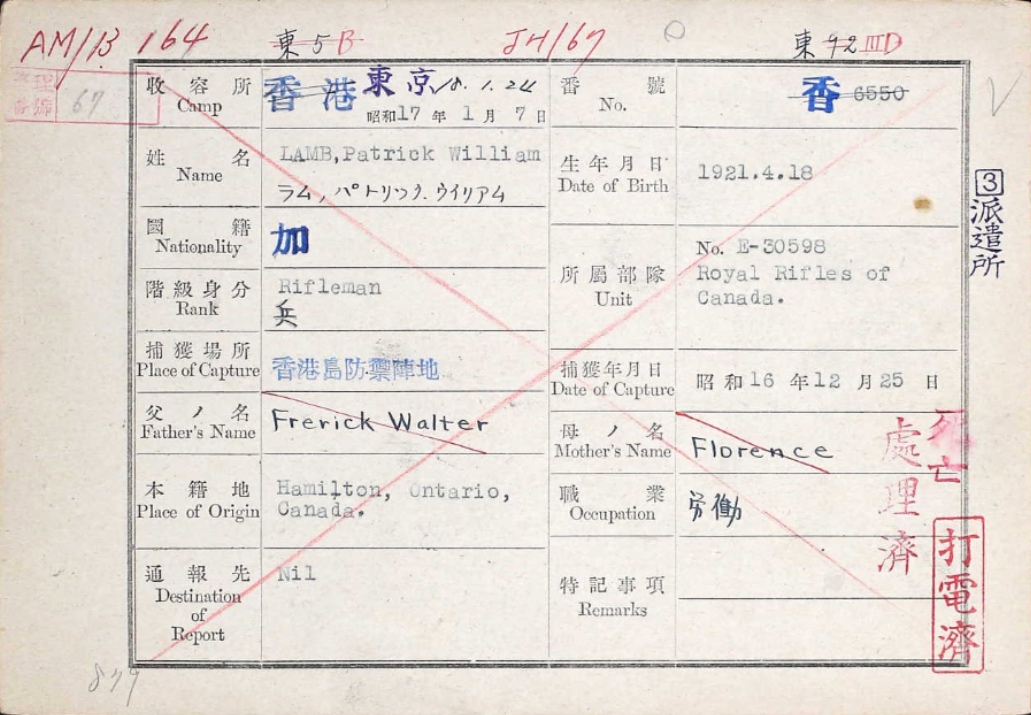 AM/13 164
東5B
JH/67
東92 IIID
理
番號
67
收容所
Camp
香港 東京 18.1.24
昭和17年 1月 7日
番號
No.
香 6550
姓名
Name
LAMB,Patrick William
ラム,パトリック.ウイリアム
生年月日
Date of Birth
1921.4.18
國籍
Nationality
加
階級身分
Rank
Rifleman
兵
所屬部隊
Unit
No. E-30598
Royal Rifles of
Canada.
捕獲場所
Place of Capture
香港島防禦陣地
捕獲年月日
Date of Capture
昭和16年12月25日
父ノ名
Father's Name
Frerick Walter
母ノ名
Mother's Name
Florence
本籍地
Place of Origin
Hamilton, Ontario,
Canada.
職業
Occupation
労働
通報先
Destination
of
Report
Nil
特記事項
Remarks
3派遣所
死亡
處理濟
打電濟